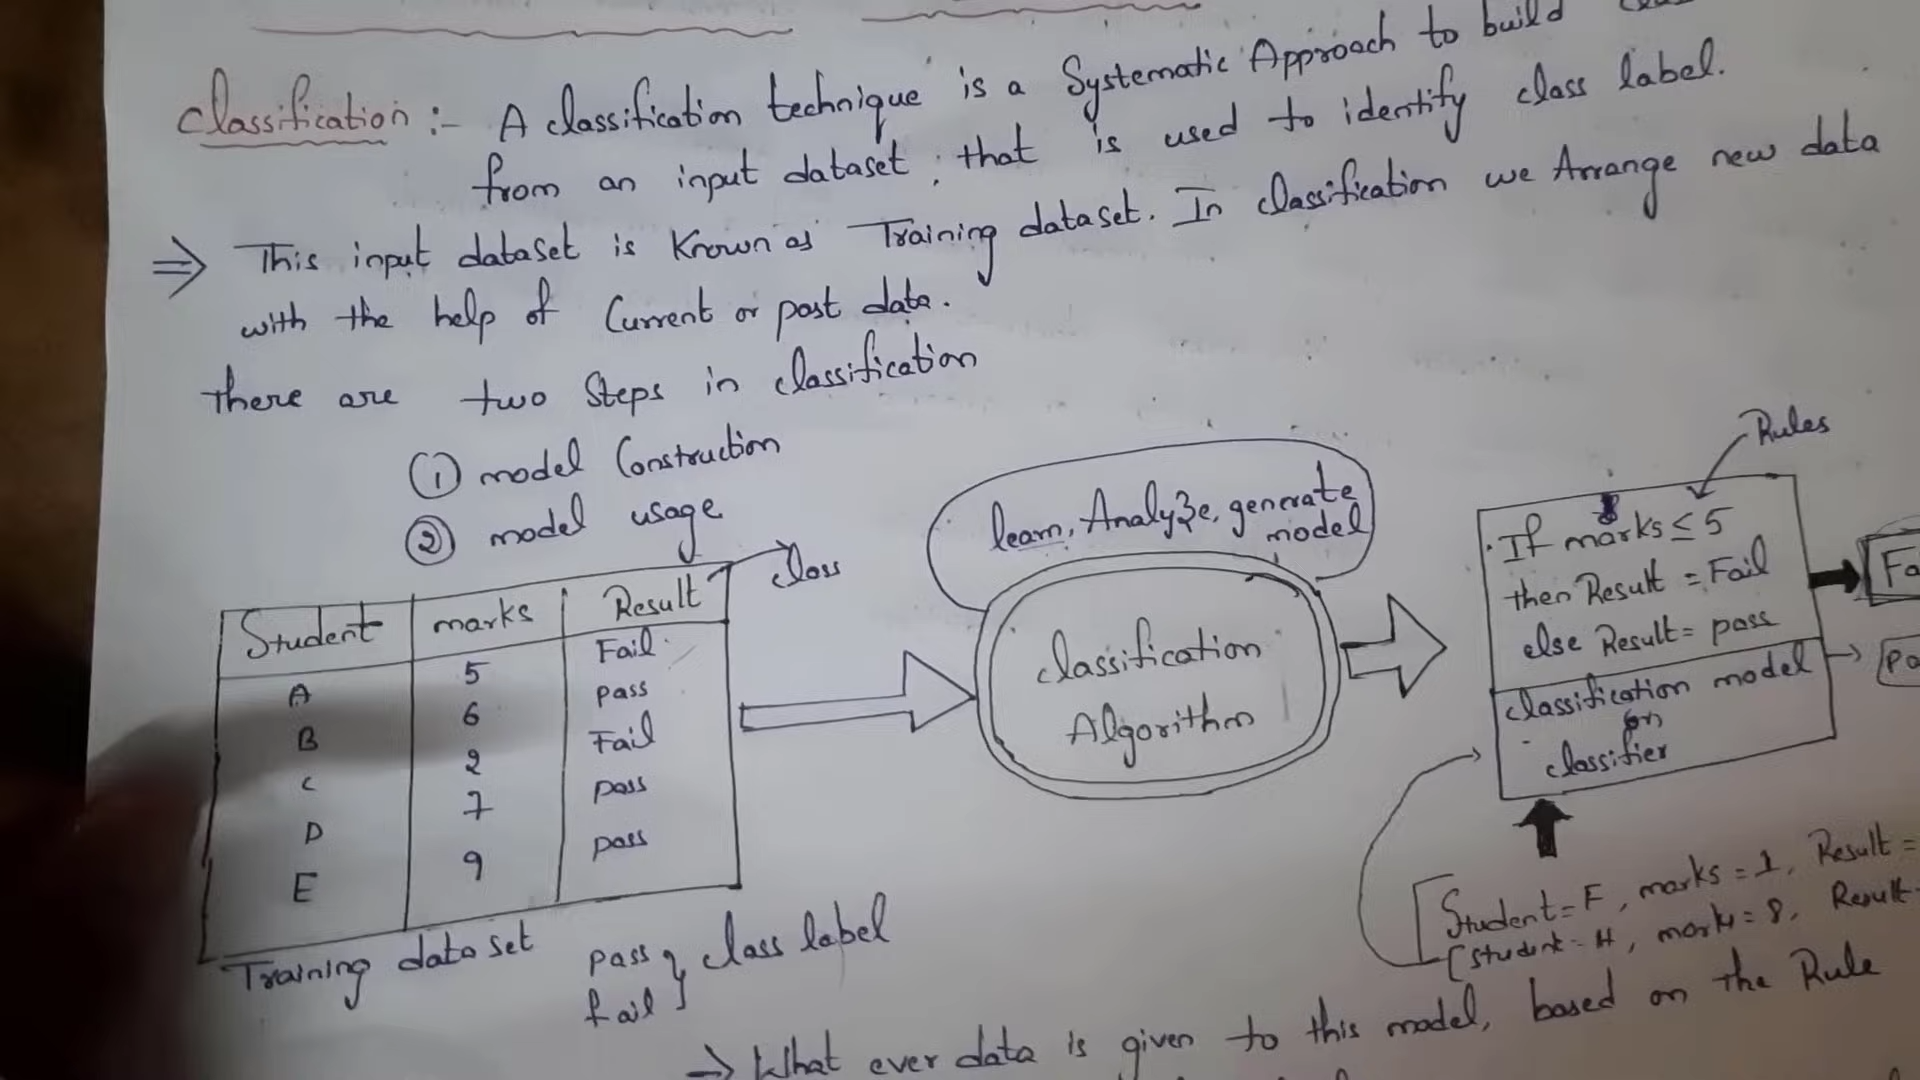 Classification :- A classification technique is a Systematic Approach to build
from an input dataset, that is used to identify class label.
⇒ This input dataset is Known as Training dataset. In classification we Arrange new data
with the help of Current or past data.
there are two Steps in classification
① model Construction
② model usage
class
Student marks Result
A 5 Fail
B 6 pass
C 2 Fail
D 7 pass
E 9 pass
Training dataset
pass } class label
fail
learn, Analyze, generate
model
classification
Algorithm
Rules
If marks ≤ 5
then Result = Fail
else Result = pass
classification model
or
classifier
Student = F, marks = 1, Result =
Student = H, mark = 8, Result
→ What ever data is given to this model, based on the Rule